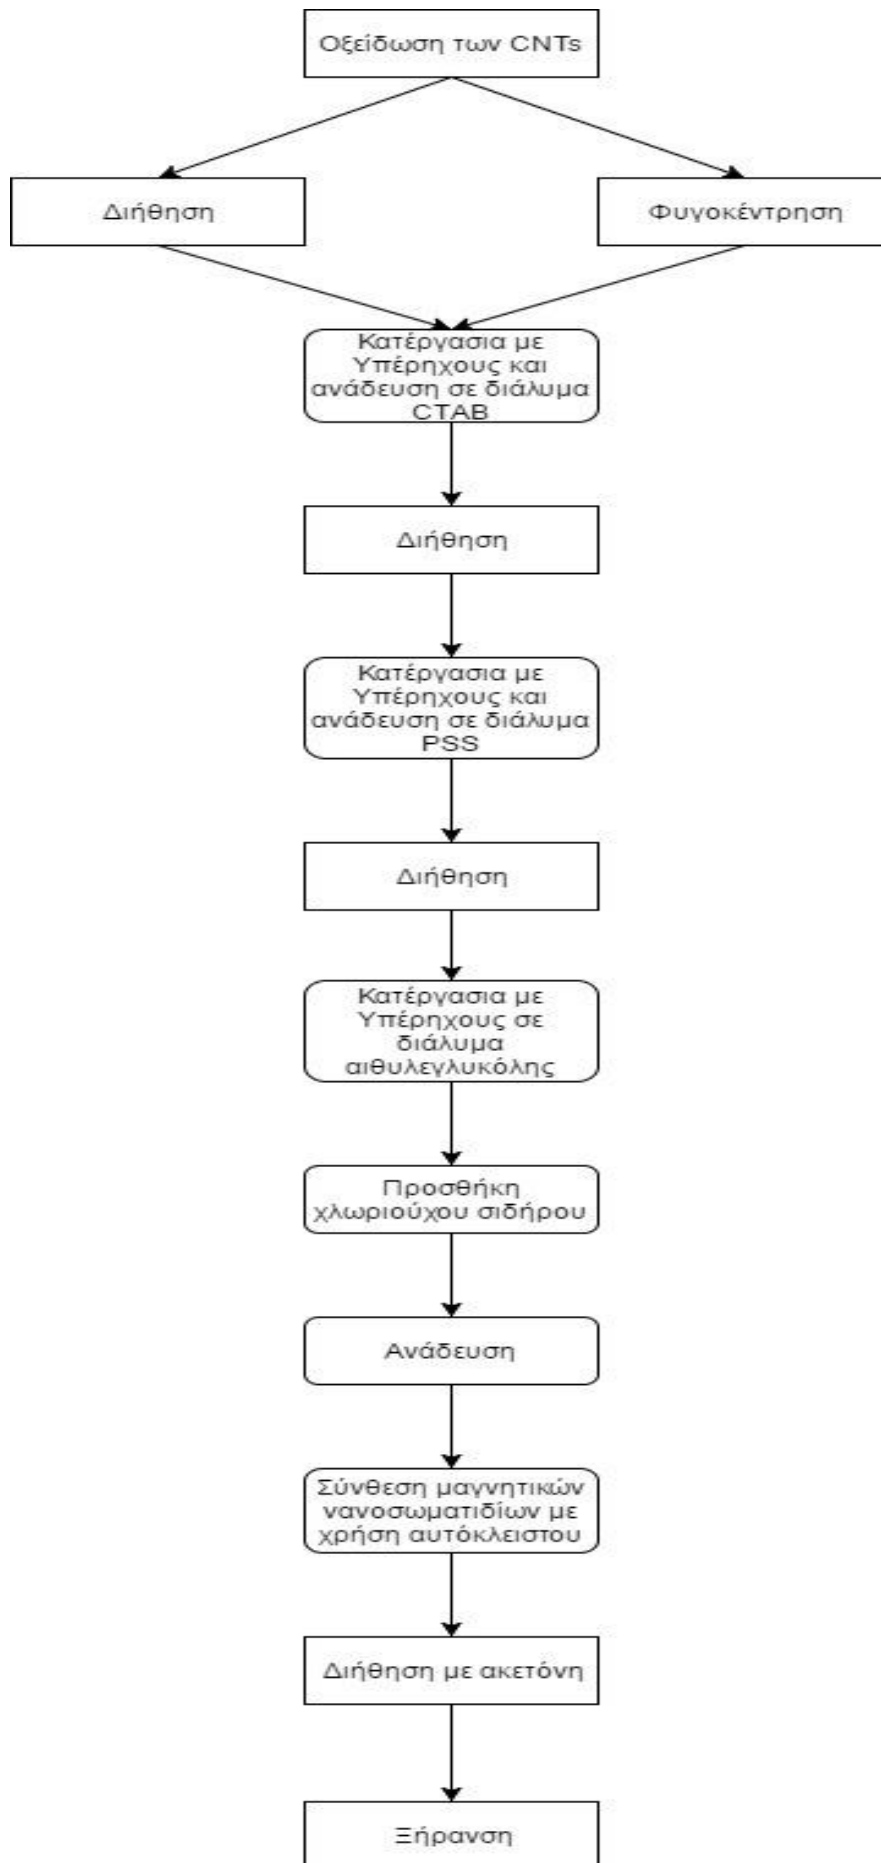 Οξείδωση των CNTs
Διήθηση
Φυγοκέντρηση
Κατέργασια με
Υπέρηχους και
ανάδευση σε διάλυμα
CTAB
Διήθηση
Κατέργασια με
Υπέρηχους και
ανάδευση σε διάλυμα
PSS
Διήθηση
Κατέργασια με
Υπέρηχους σε
διάλυμα
αιθυλεγλυκόλης
Προσθήκη
χλωριούχου σιδήρου
Ανάδευση
Σύνθεση μαγνητικών
νανοσωματιδίων με
χρήση αυτόκλειστου
Διήθηση με ακετόνη
Ξήρανση